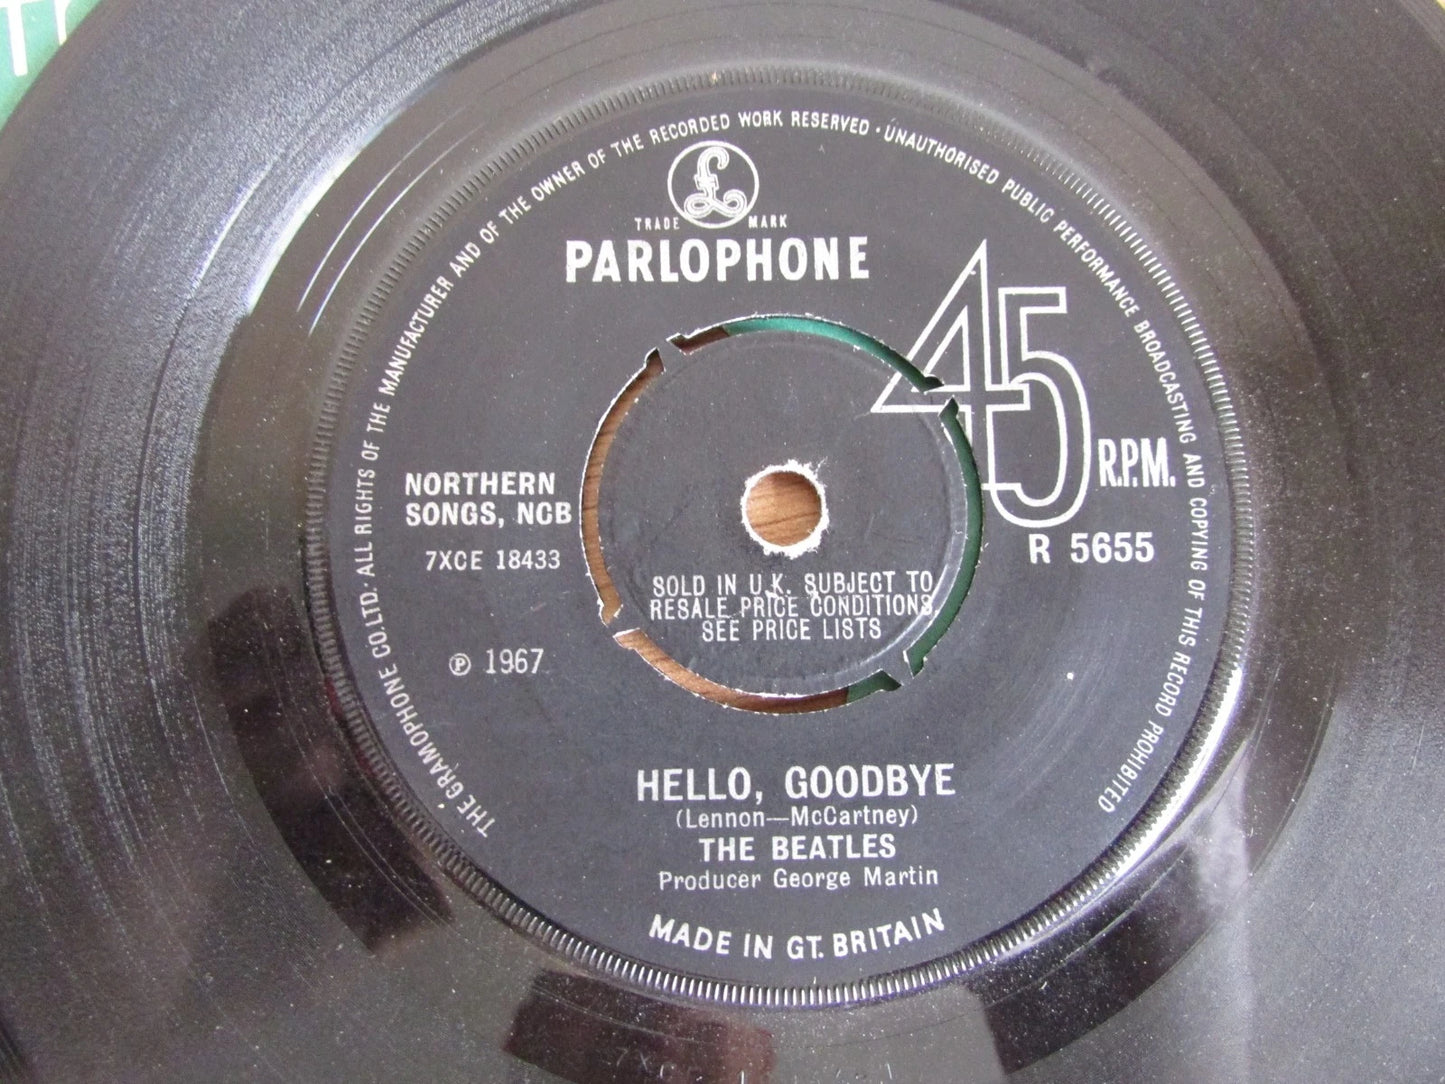 THE GRAMOPHONE CO. LTD. ALL RIGHTS OF THE MANUFACTURER AND OF THE OWNER OF THE RECORDED WORK RESERVED · UNAUTHORISED PUBLIC PERFORMANCE BROADCASTING AND COPYING OF THIS RECORD PROHIBITED
£
TRADE MARK
PARLOPHONE
45 R.P.M.
R 5655
NORTHERN
SONGS, NCB
7XCE 18433
℗ 1967
SOLD IN U.K. SUBJECT TO
RESALE PRICE CONDITIONS,
SEE PRICE LISTS
HELLO, GOODBYE
(Lennon—McCartney)
THE BEATLES
Producer George Martin
MADE IN GT. BRITAIN